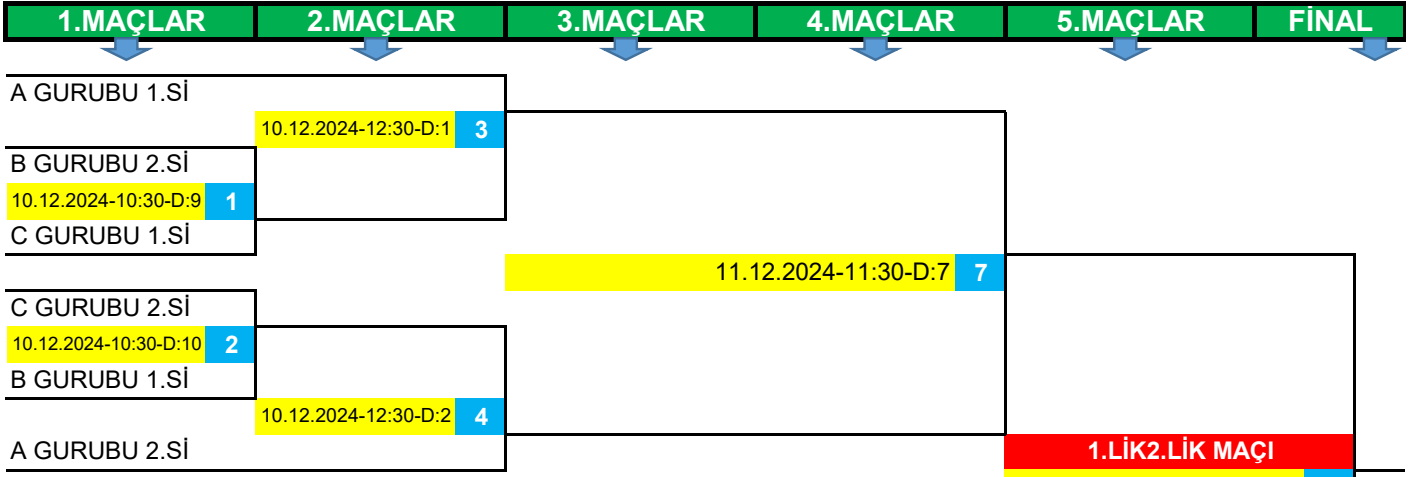 1.MAÇLAR 2.MAÇLAR 3.MAÇLAR 4.MAÇLAR 5.MAÇLAR FİNAL
A GURUBU 1.Sİ
10.12.2024-12:30-D:1 3
B GURUBU 2.Sİ
10.12.2024-10:30-D:9 1
C GURUBU 1.Sİ
11.12.2024-11:30-D:7 7
C GURUBU 2.Sİ
10.12.2024-10:30-D:10 2
B GURUBU 1.Sİ
10.12.2024-12:30-D:2 4
A GURUBU 2.Sİ
1.LİK2.LİK MAÇI